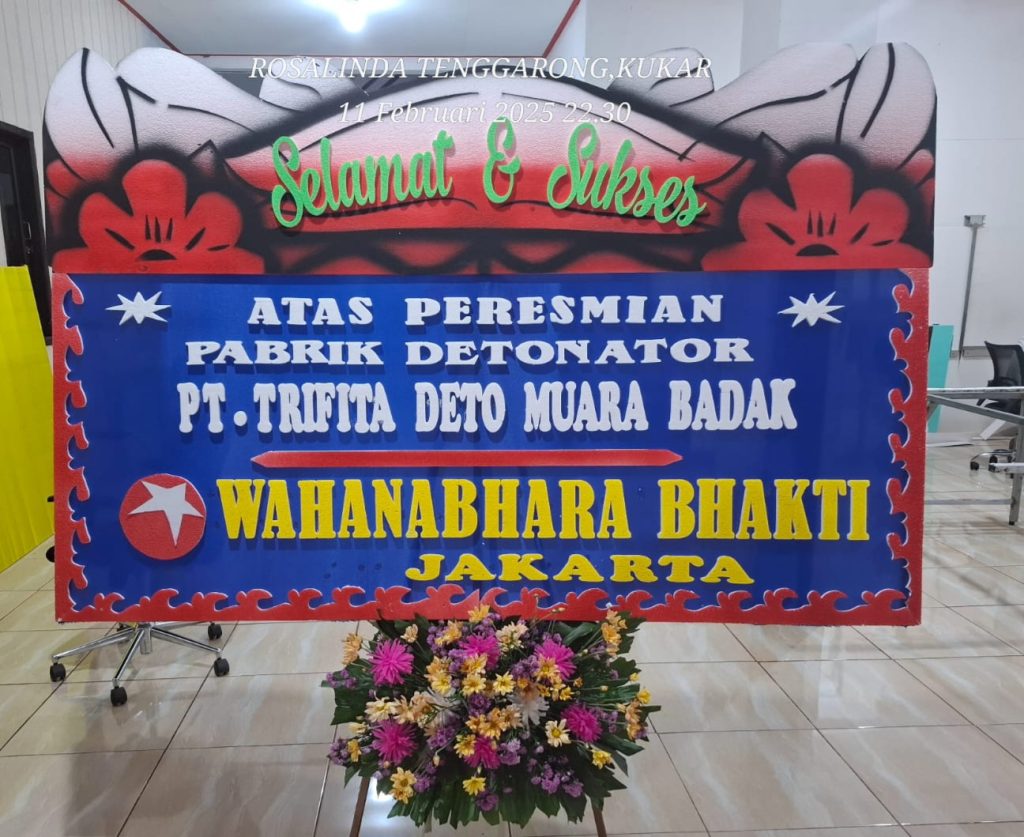 ROSALINDA TENGGARONG,KUKAR
11 Februari 2025 22.30
Selamat & Sukses
ATAS PERESMIAN
PABRIK DETONATOR
PT. TRIFITA DETO MUARA BADAK
WAHANABHARA BHAKTI
JAKARTA